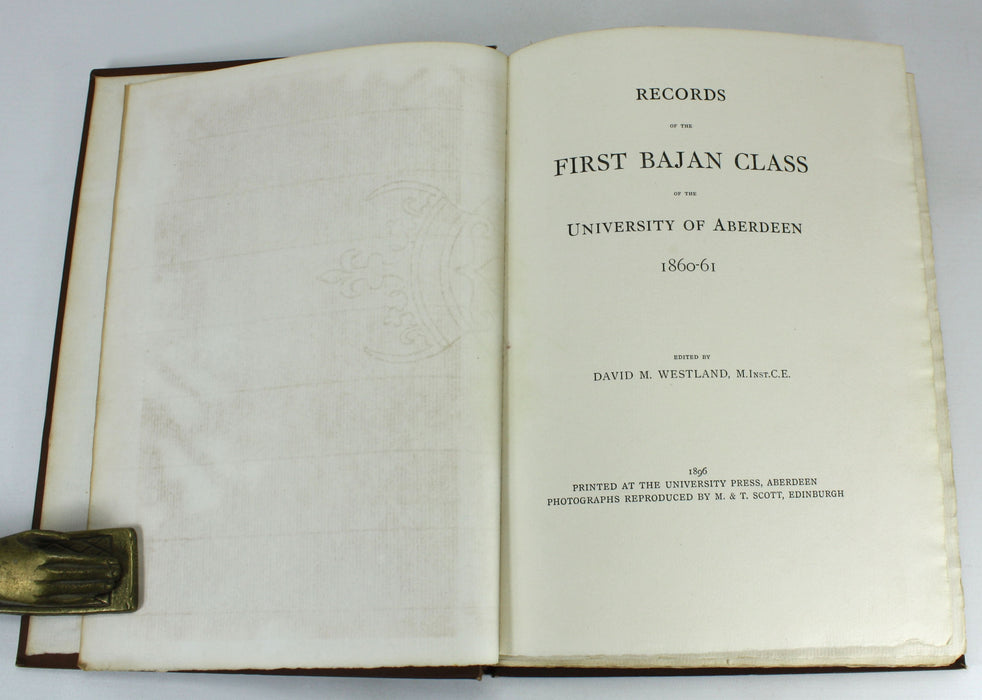 RECORDS
OF THE
FIRST BAJAN CLASS
OF THE
UNIVERSITY OF ABERDEEN
1860-61
EDITED BY
DAVID M. WESTLAND, M.INST.C.E.
1896
PRINTED AT THE UNIVERSITY PRESS, ABERDEEN
PHOTOGRAPHS REPRODUCED BY M. & T. SCOTT, EDINBURGH